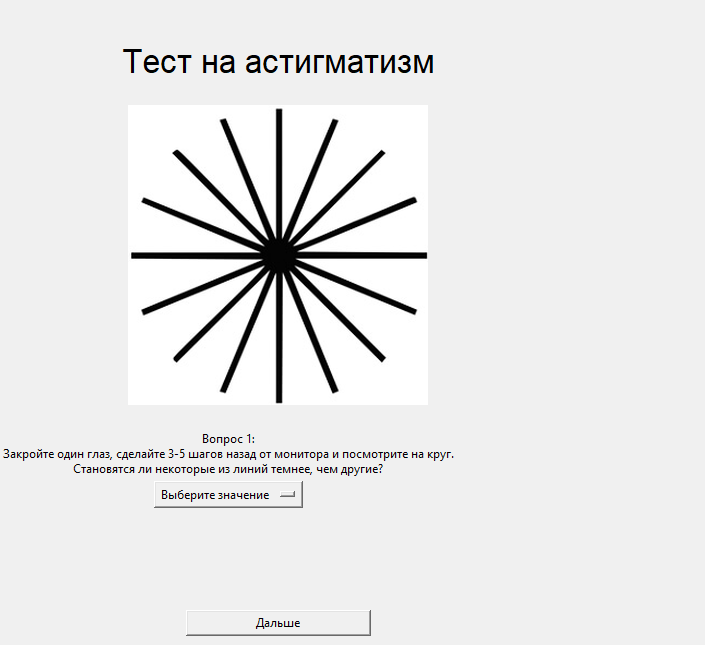 Тест на астигматизм
Вопрос 1:
Закройте один глаз, сделайте 3-5 шагов назад от монитора и посмотрите на круг.
Становятся ли некоторые из линий темнее, чем другие?
Выберите значение
Дальше